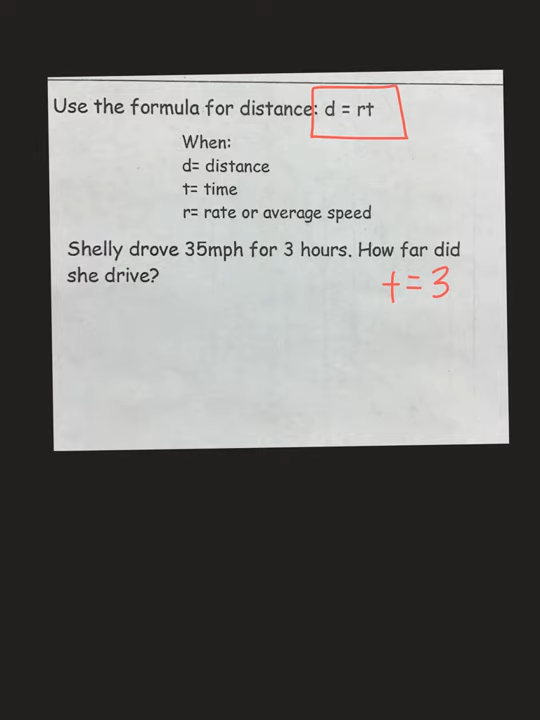 Use the formula for distance: d = rt
When:
d= distance
t= time
r= rate or average speed
Shelly drove 35mph for 3 hours. How far did
she drive?
t=3